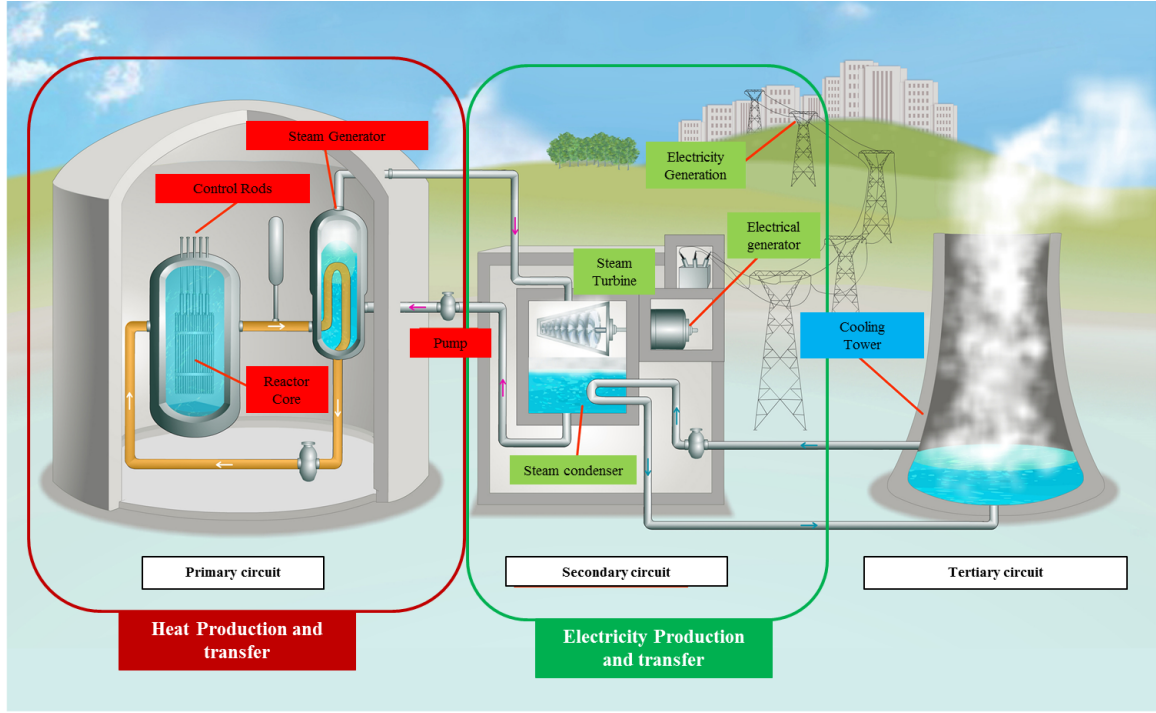 Steam Generator
Control Rods
Reactor
Core
Pump
Electricity
Generation
Electrical
generator
Steam
Turbine
Cooling
Tower
Steam condenser
Primary circuit
Secondary circuit
Tertiary circuit
Heat Production and
transfer
Electricity Production
and transfer